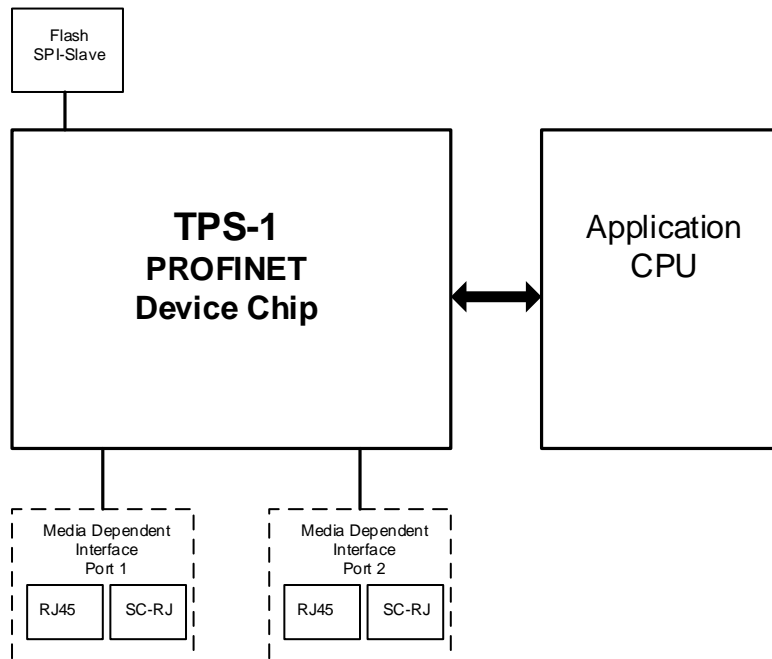 Flash
SPI-Slave
TPS-1
PROFINET
Device Chip
Application
CPU
Media Dependent
Interface
Port 1
RJ45
SC-RJ
Media Dependent
Interface
Port 2
RJ45
SC-RJ